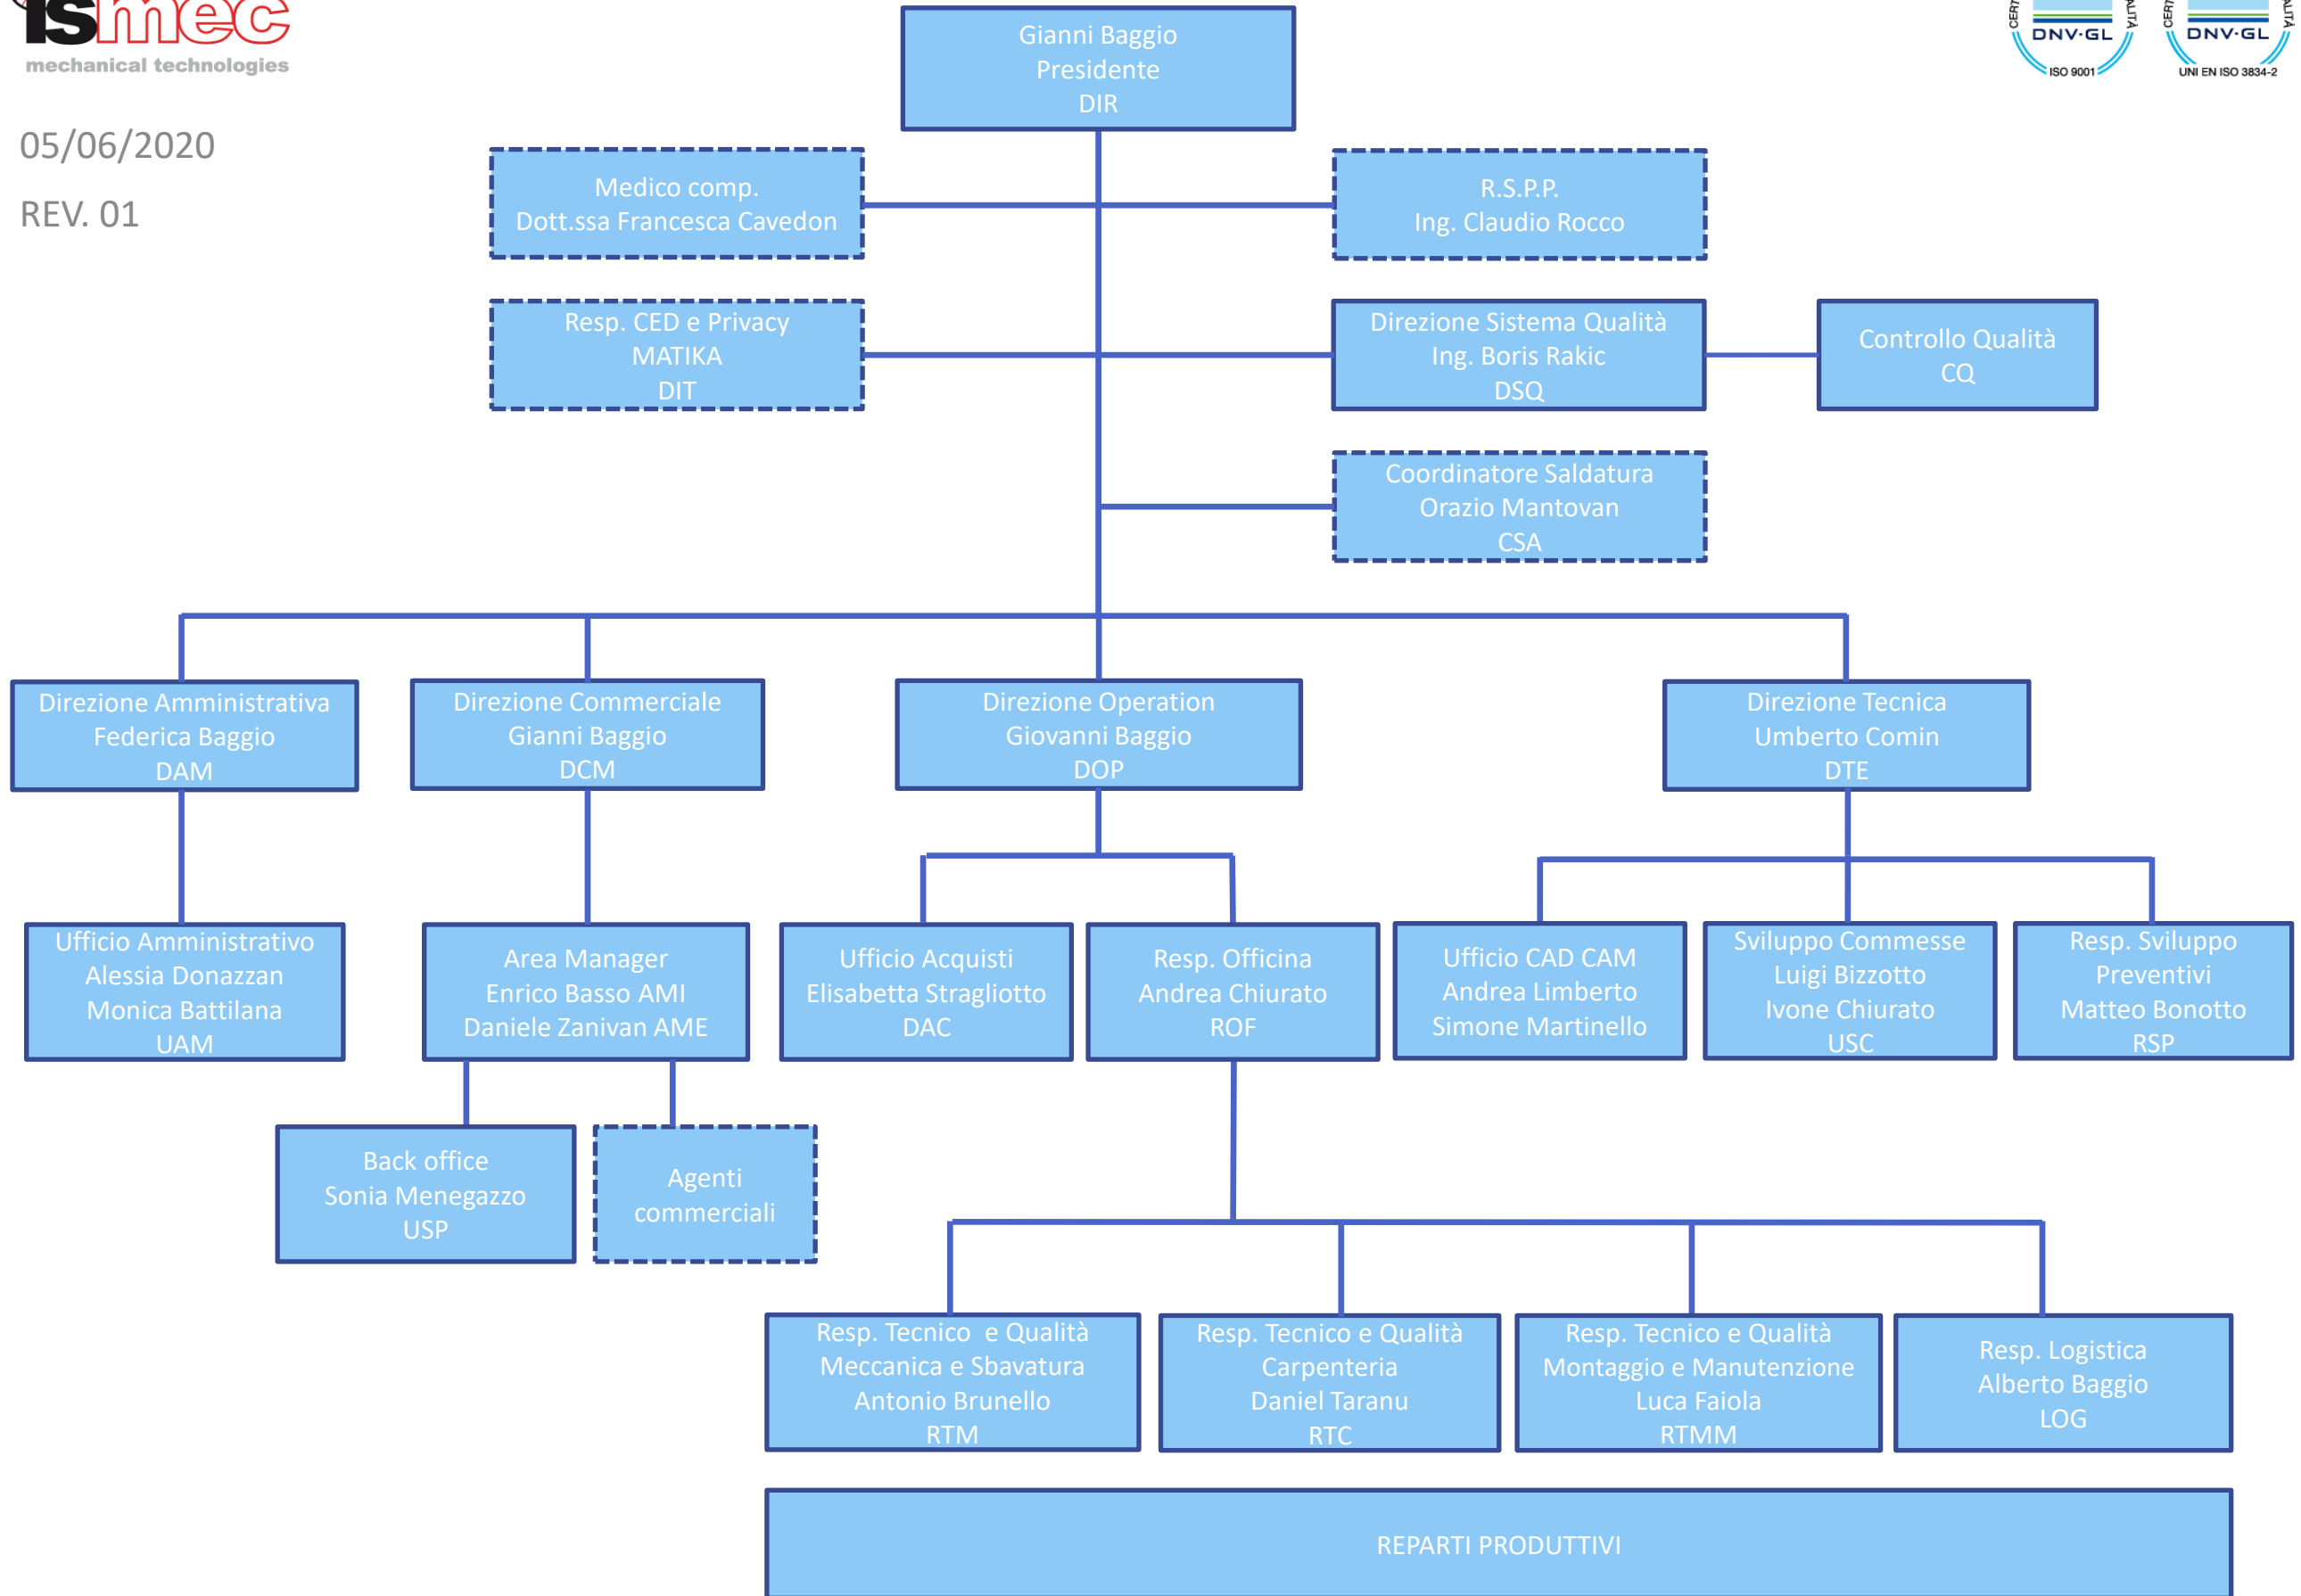 ismec
mechanical technologies
05/06/2020
REV. 01
DNV·GL
ISO 9001
DNV·GL
UNI EN ISO 3834-2
Gianni Baggio
Presidente
DIR
Medico comp.
Dott.ssa Francesca Cavedon
R.S.P.P.
Ing. Claudio Rocco
Resp. CED e Privacy
MATIKA
DIT
Direzione Sistema Qualità
Ing. Boris Rakic
DSQ
Controllo Qualità
CQ
Coordinatore Saldatura
Orazio Mantovan
CSA
Direzione Amministrativa
Federica Baggio
DAM
Direzione Commerciale
Gianni Baggio
DCM
Direzione Operation
Giovanni Baggio
DOP
Direzione Tecnica
Umberto Comin
DTE
Ufficio Amministrativo
Alessia Donazzan
Monica Battilana
UAM
Area Manager
Enrico Basso AMI
Daniele Zanivan AME
Ufficio Acquisti
Elisabetta Stragliotto
DAC
Resp. Officina
Andrea Chiurato
ROF
Ufficio CAD CAM
Andrea Limberto
Simone Martinello
Sviluppo Commesse
Luigi Bizzotto
Ivone Chiurato
USC
Resp. Sviluppo
Preventivi
Matteo Bonotto
RSP
Back office
Sonia Menegazzo
USP
Agenti
commerciali
Resp. Tecnico e Qualità
Meccanica e Sbavatura
Antonio Brunello
RTM
Resp. Tecnico e Qualità
Carpenteria
Daniel Taranu
RTC
Resp. Tecnico e Qualità
Montaggio e Manutenzione
Luca Faiola
RTMM
Resp. Logistica
Alberto Baggio
LOG
REPARTI PRODUTTIVI